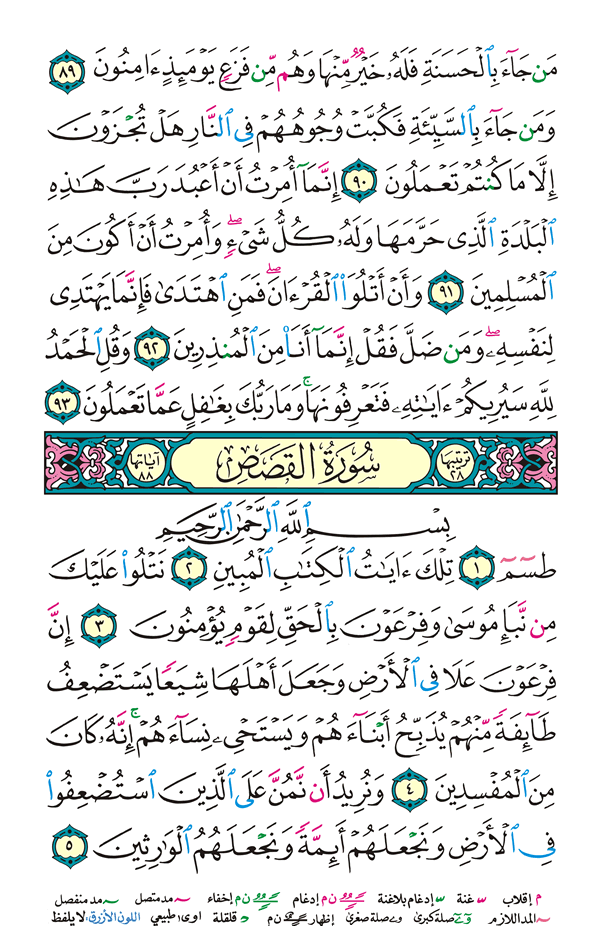 مَن جَآءَ بِٱلْحَسَنَةِ فَلَهُۥ خَيْرٌ مِّنْهَا وَهُم مِّن فَزَعٍ يَوْمَئِذٍ ءَامِنُونَ ٨٩
وَمَن جَآءَ بِٱلسَّيِّئَةِ فَكُبَّتْ وُجُوهُهُمْ فِى ٱلنَّارِ هَلْ تُجْزَوْنَ
إِلَّا مَا كُنتُمْ تَعْمَلُونَ ٩٠ إِنَّمَآ أُمِرْتُ أَنْ أَعْبُدَ رَبَّ هَٰذِهِ
ٱلْبَلْدَةِ ٱلَّذِى حَرَّمَهَا وَلَهُۥ كُلُّ شَىْءٍ ۖ وَأُمِرْتُ أَنْ أَكُونَ مِنَ
ٱلْمُسْلِمِينَ ٩١ وَأَنْ أَتْلُوَا۟ ٱلْقُرْءَانَ ۖ فَمَنِ ٱهْتَدَىٰ فَإِنَّمَا يَهْتَدِى
لِنَفْسِهِۦ ۖ وَمَن ضَلَّ فَقُلْ إِنَّمَآ أَنَا۠ مِنَ ٱلْمُنذِرِينَ ٩٢ وَقُلِ ٱلْحَمْدُ
لِلَّهِ سَيُرِيكُمْ ءَايَٰتِهِۦ فَتَعْرِفُونَهَا ۚ وَمَا رَبُّكَ بِغَٰفِلٍ عَمَّا تَعْمَلُونَ ٩٣
ترتيبها ٢٨ سُورَةُ القَصَصِ آياتها ٨٨
بِسْمِ ٱللَّهِ ٱلرَّحْمَٰنِ ٱلرَّحِيمِ
طسٓمٓ ١ تِلْكَ ءَايَٰتُ ٱلْكِتَٰبِ ٱلْمُبِينِ ٢ نَتْلُوا۟ عَلَيْكَ
مِن نَّبَإِ مُوسَىٰ وَفِرْعَوْنَ بِٱلْحَقِّ لِقَوْمٍ يُؤْمِنُونَ ٣ إِنَّ
فِرْعَوْنَ عَلَا فِى ٱلْأَرْضِ وَجَعَلَ أَهْلَهَا شِيَعًا يَسْتَضْعِفُ
طَآئِفَةً مِّنْهُمْ يُذَبِّحُ أَبْنَآءَهُمْ وَيَسْتَحْىِۦ نِسَآءَهُمْ ۚ إِنَّهُۥ كَانَ
مِنَ ٱلْمُفْسِدِينَ ٤ وَنُرِيدُ أَن نَّمُنَّ عَلَى ٱلَّذِينَ ٱسْتُضْعِفُوا۟
فِى ٱلْأَرْضِ وَنَجْعَلَهُمْ أَئِمَّةً وَنَجْعَلَهُمُ ٱلْوَٰرِثِينَ ٥
م إقلاب غنة إدغام بلاغنة ن م إدغام ن م إخفاء مد متصل مد منفصل
المد اللازم صلة كبرى صلة صغرى إظهار ن م قلقلة اوى طبيعي اللون الأزرق: لا يلفظ